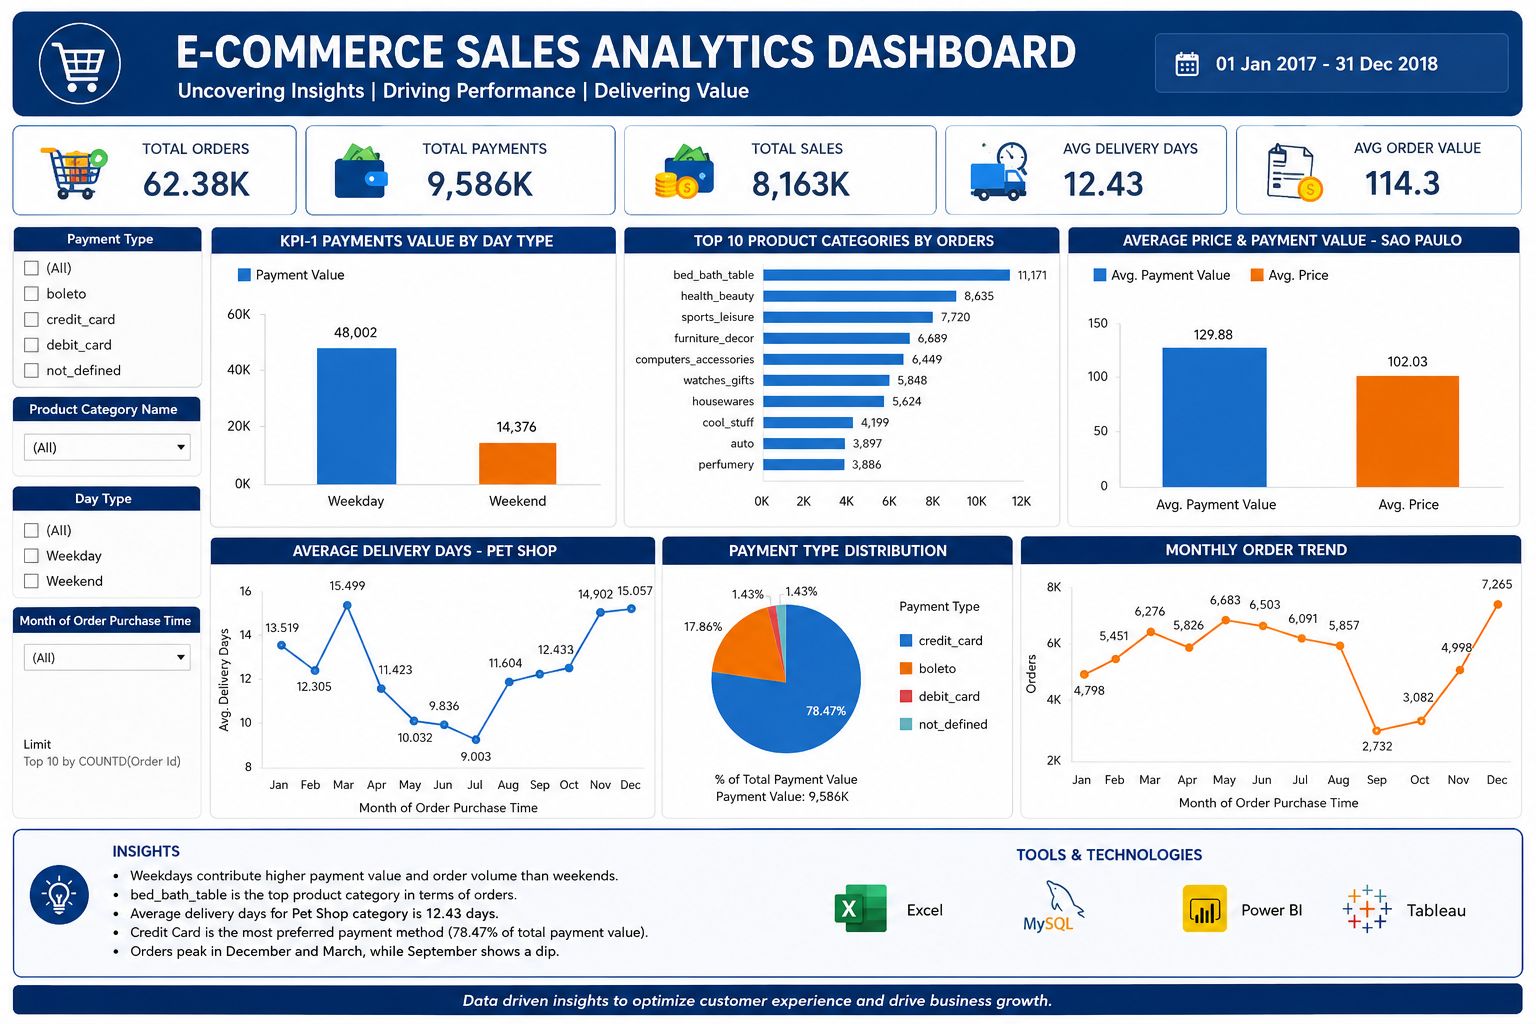 E-COMMERCE SALES ANALYTICS DASHBOARD
Uncovering Insights | Driving Performance | Delivering Value
01 Jan 2017 - 31 Dec 2018
TOTAL ORDERS
62.38K
TOTAL PAYMENTS
9,586K
TOTAL SALES
8,163K
AVG DELIVERY DAYS
12.43
AVG ORDER VALUE
114.3
Payment Type
(All)
boleto
credit_card
debit_card
not_defined
Product Category Name
(All)
Day Type
(All)
Weekday
Weekend
Month of Order Purchase Time
(All)
Limit
Top 10 by COUNTD(Order Id)
KPI-1 PAYMENTS VALUE BY DAY TYPE
Payment Value
60K
40K
20K
0K
48,002
14,376
Weekday
Weekend
TOP 10 PRODUCT CATEGORIES BY ORDERS
bed_bath_table 11,171
health_beauty 8,635
sports_leisure 7,720
furniture_decor 6,689
computers_accessories 6,449
watches_gifts 5,848
housewares 5,624
cool_stuff 4,199
auto 3,897
perfumery 3,886
0K 2K 4K 6K 8K 10K 12K
AVERAGE PRICE & PAYMENT VALUE - SAO PAULO
Avg. Payment Value Avg. Price
150
100
50
0
129.88
102.03
Avg. Payment Value Avg. Price
AVERAGE DELIVERY DAYS - PET SHOP
Avg. Delivery Days
16
14
12
10
8
13.519
12.305
15.499
11.423
10.032
9.836
9.003
11.604
12.433
14,902
15.057
Jan Feb Mar Apr May Jun Jul Aug Sep Oct Nov Dec
Month of Order Purchase Time
PAYMENT TYPE DISTRIBUTION
1.43%
1.43%
17.86%
78.47%
Payment Type
credit_card
boleto
debit_card
not_defined
% of Total Payment Value
Payment Value: 9,586K
MONTHLY ORDER TREND
Orders
8K
6K
4K
2K
4,798
5,451
6,276
5,826
6,683
6,503
6,091
5,857
2,732
3,082
4,998
7,265
Jan Feb Mar Apr May Jun Jul Aug Sep Oct Nov Dec
Month of Order Purchase Time
INSIGHTS
• Weekdays contribute higher payment value and order volume than weekends.
• bed_bath_table is the top product category in terms of orders.
• Average delivery days for Pet Shop category is 12.43 days.
• Credit Card is the most preferred payment method (78.47% of total payment value).
• Orders peak in December and March, while September shows a dip.
TOOLS & TECHNOLOGIES
X
Excel
MySQL
Power BI
Tableau
Data driven insights to optimize customer experience and drive business growth.